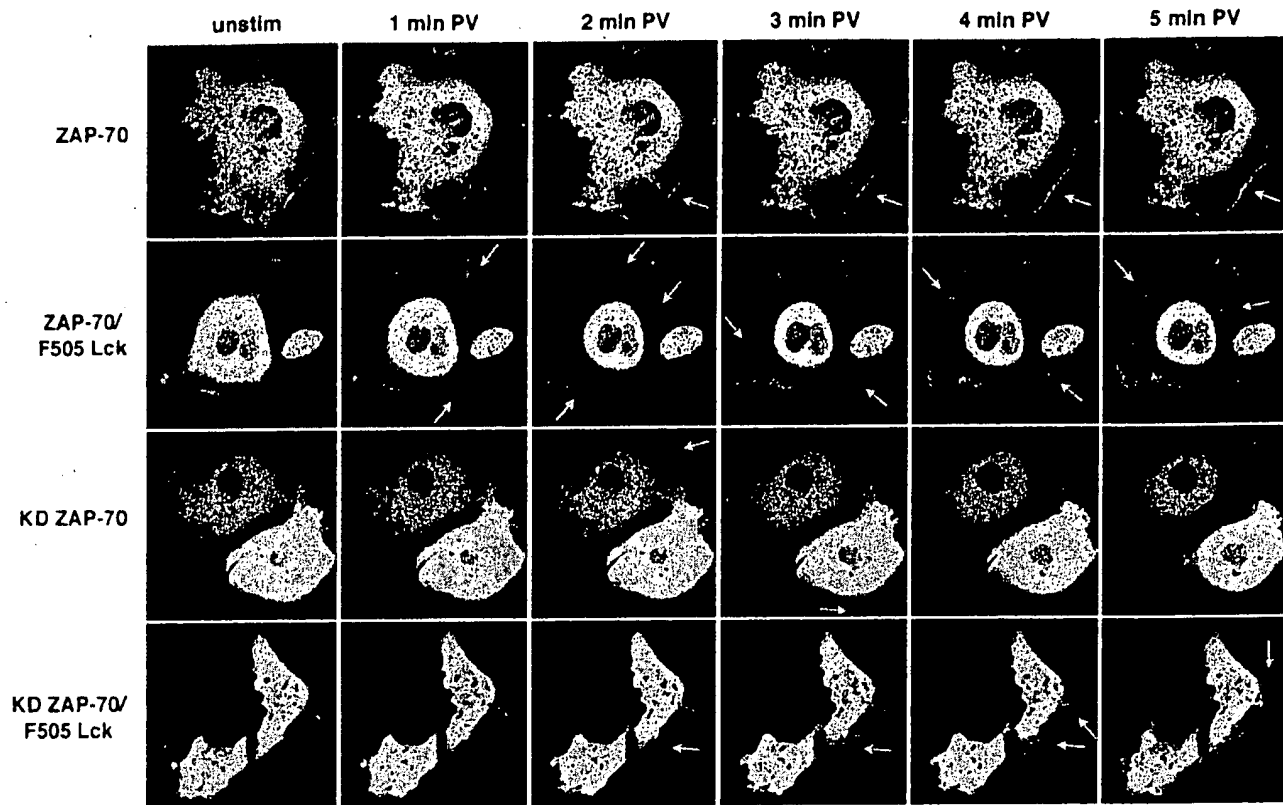 unstim 1 min PV 2 min PV 3 min PV 4 min PV 5 min PV
ZAP-70
ZAP-70/
F505 Lck
KD ZAP-70
KD ZAP-70/
F505 Lck